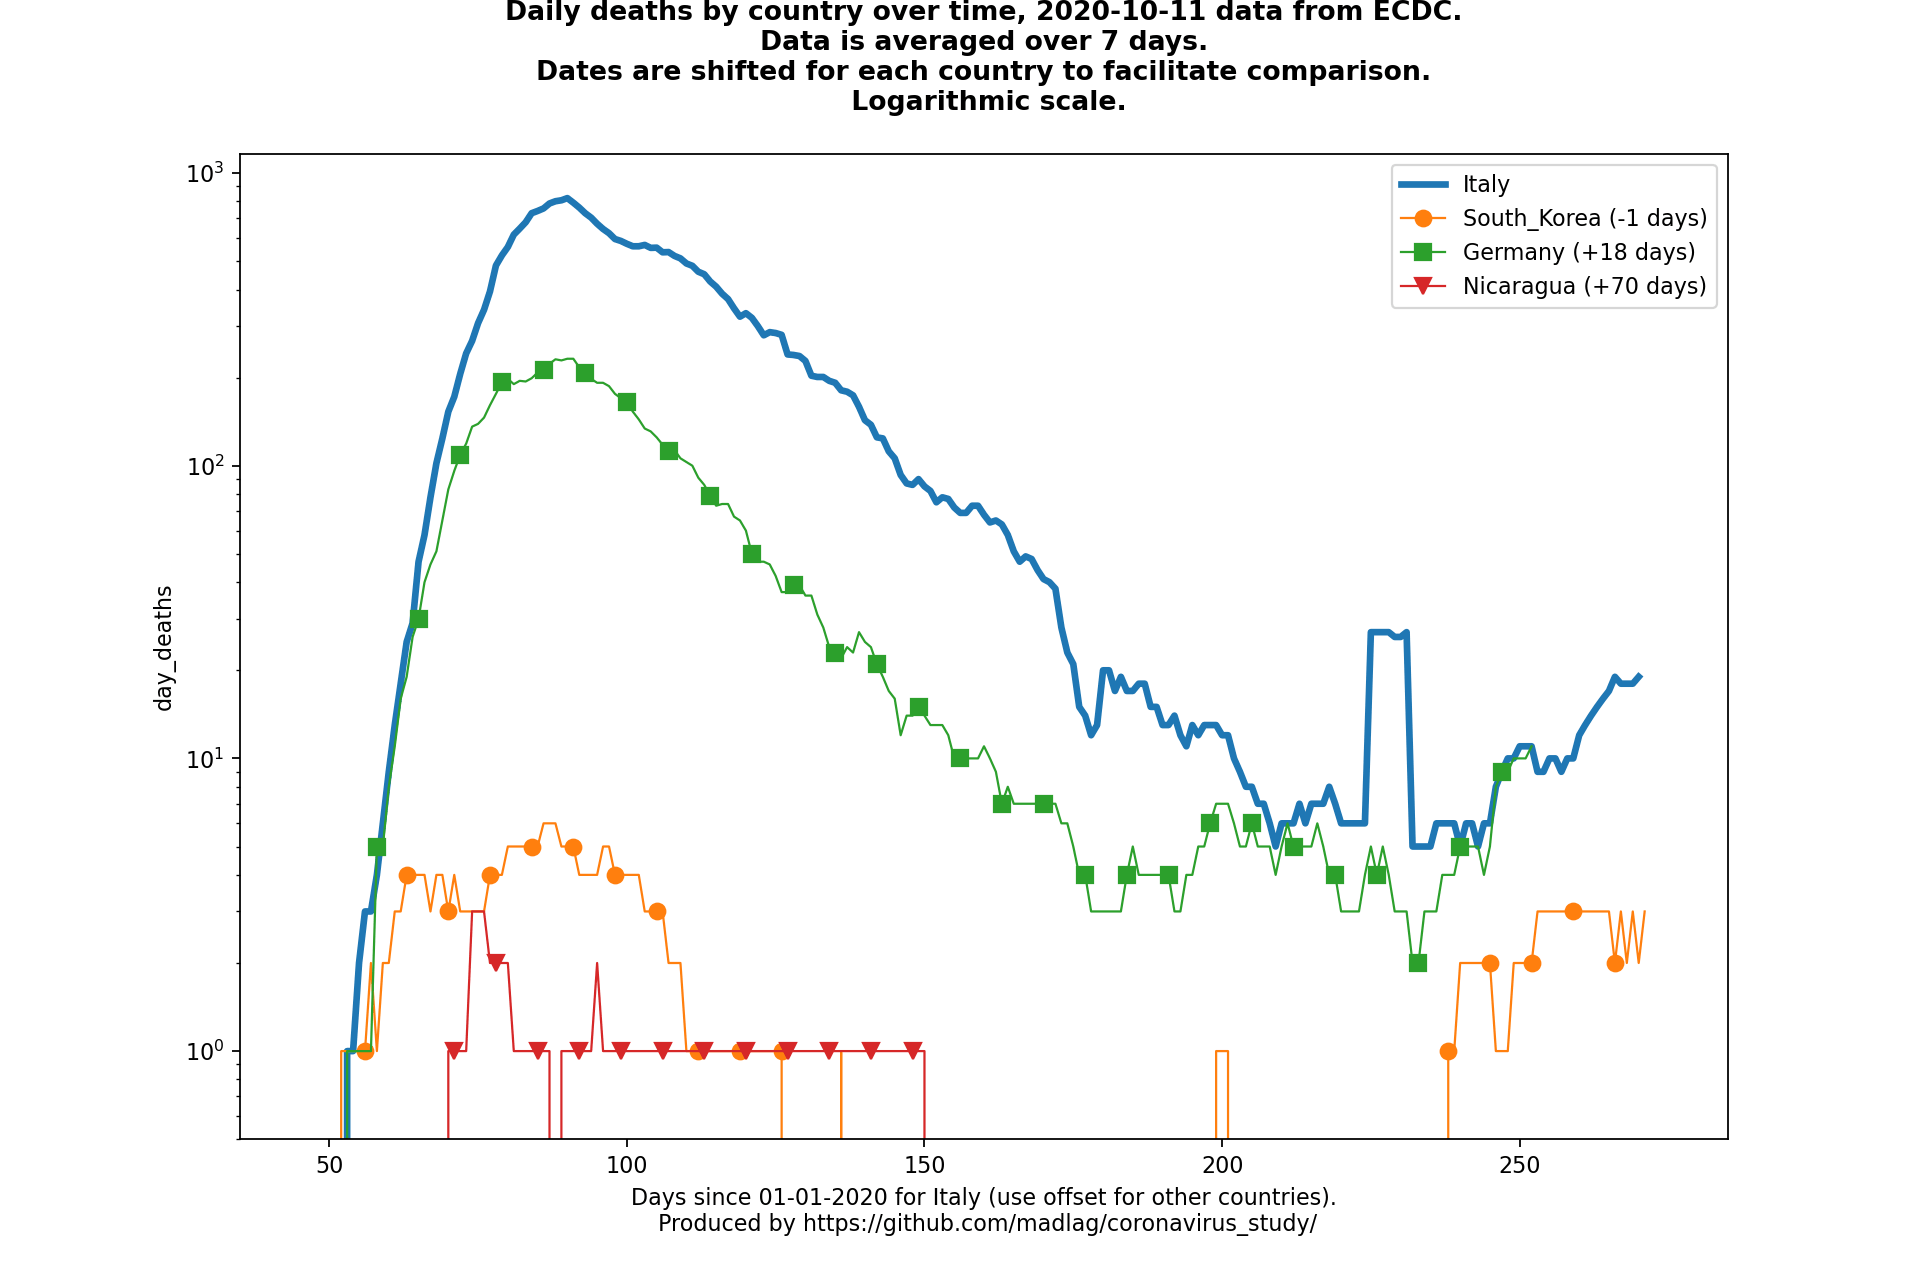 Daily deaths by country over time, 2020-10-11 data from ECDC.
Data is averaged over 7 days.
Dates are shifted for each country to facilitate comparison.
Logarithmic scale.
10³
10²
10¹
10⁰
day_deaths
Italy
South_Korea (-1 days)
Germany (+18 days)
Nicaragua (+70 days)
50 100 150 200 250
Days since 01-01-2020 for Italy (use offset for other countries).
Produced by https://github.com/madlag/coronavirus_study/